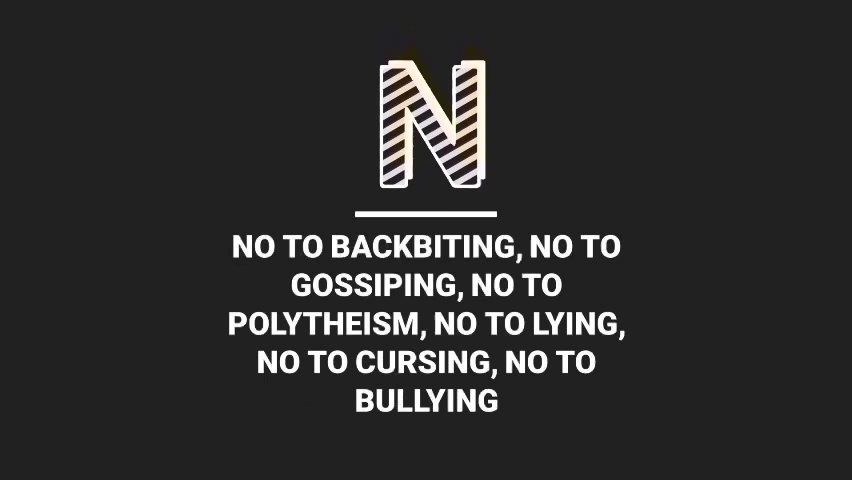 N
NO TO BACKBITING, NO TO
GOSSIPING, NO TO
POLYTHEISM, NO TO LYING,
NO TO CURSING, NO TO
BULLYING